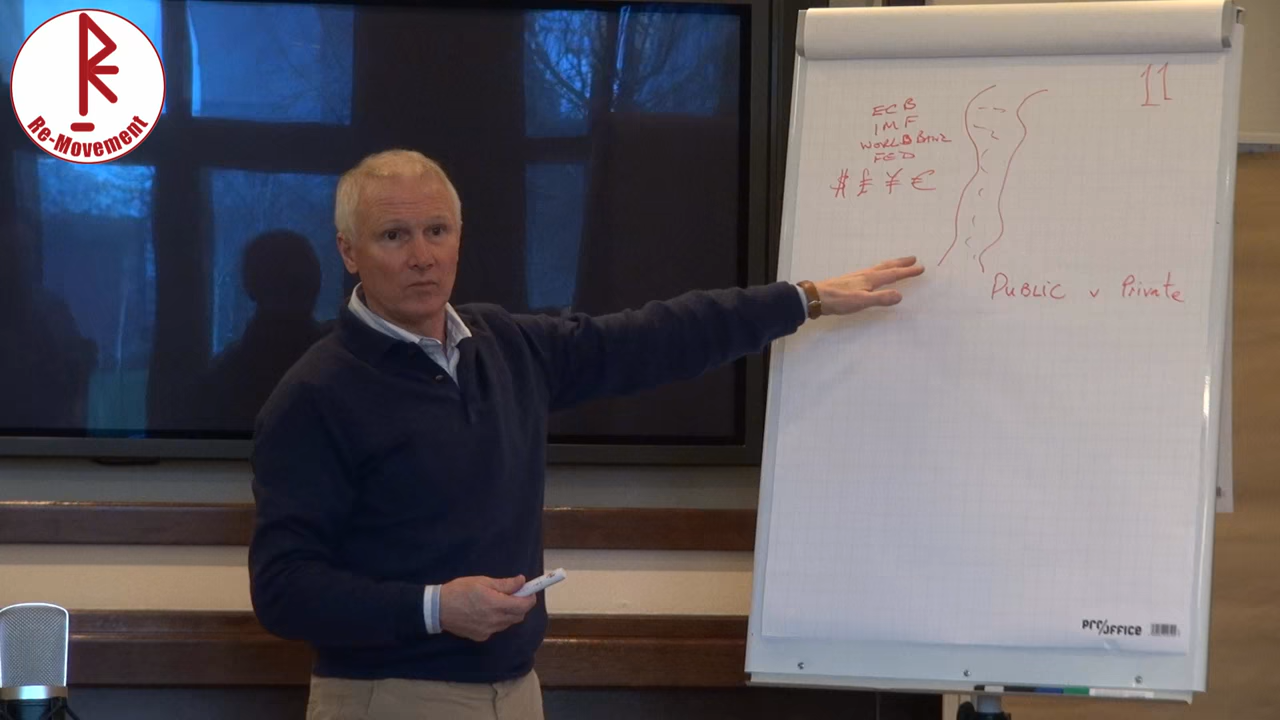 Re-Movement
11
ECB
IMF
WORLD BANK
FED
$ £ ¥ €
PUBLIC v Private
PRO/OFFICE